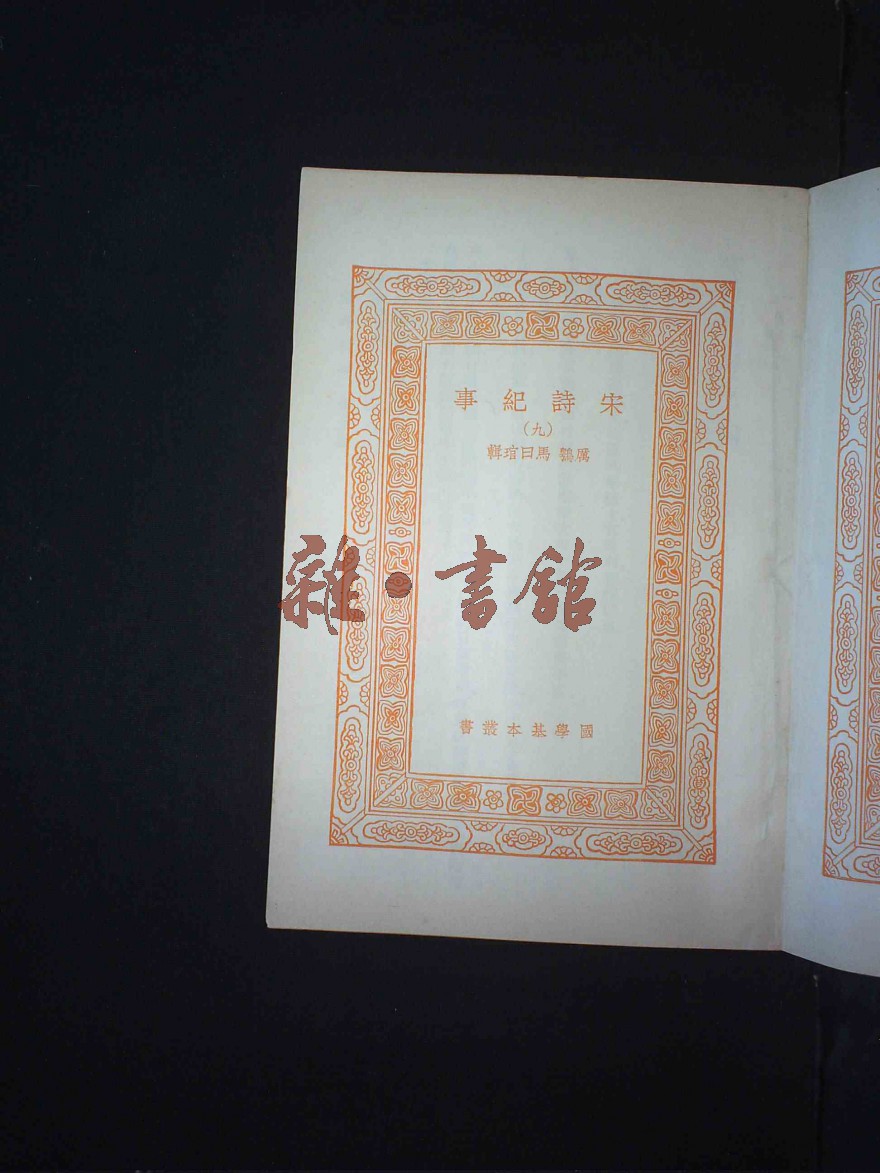 宋詩紀事
(九)
厲鶚 馬曰琯輯
雜·書館
國學基本叢書